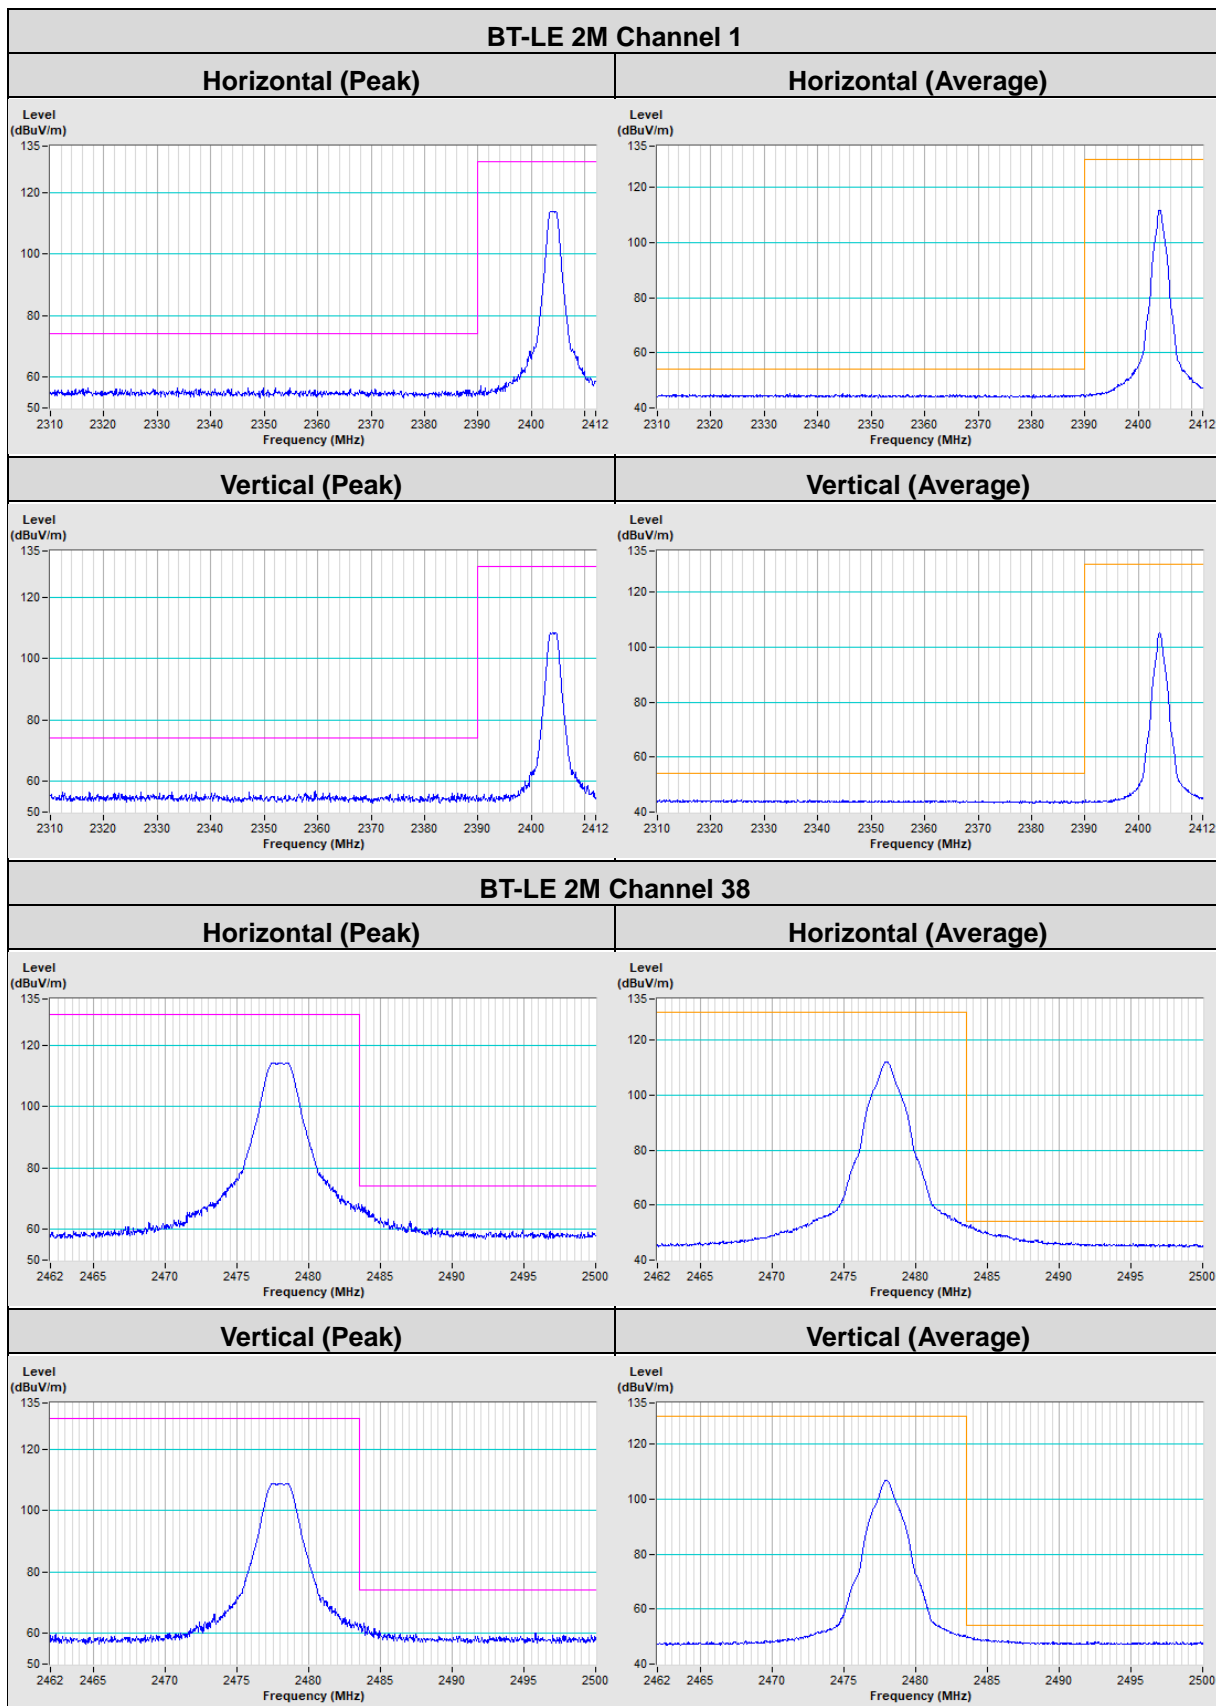 BT-LE 2M Channel 1
Horizontal (Peak)
Horizontal (Average)
Level
(dBuV/m)
135
120
100
80
60
50
2310 2320 2330 2340 2350 2360 2370 2380 2390 2400 2412
Frequency (MHz)
Level
(dBuV/m)
135
120
100
80
60
40
2310 2320 2330 2340 2350 2360 2370 2380 2390 2400 2412
Frequency (MHz)
Vertical (Peak)
Vertical (Average)
Level
(dBuV/m)
135
120
100
80
60
50
2310 2320 2330 2340 2350 2360 2370 2380 2390 2400 2412
Frequency (MHz)
Level
(dBuV/m)
135
120
100
80
60
40
2310 2320 2330 2340 2350 2360 2370 2380 2390 2400 2412
Frequency (MHz)
BT-LE 2M Channel 38
Horizontal (Peak)
Horizontal (Average)
Level
(dBuV/m)
135
120
100
80
60
50
2462 2465 2470 2475 2480 2485 2490 2495 2500
Frequency (MHz)
Level
(dBuV/m)
135
120
100
80
60
40
2462 2465 2470 2475 2480 2485 2490 2495 2500
Frequency (MHz)
Vertical (Peak)
Vertical (Average)
Level
(dBuV/m)
135
120
100
80
60
50
2462 2465 2470 2475 2480 2485 2490 2495 2500
Frequency (MHz)
Level
(dBuV/m)
135
120
100
80
60
40
2462 2465 2470 2475 2480 2485 2490 2495 2500
Frequency (MHz)